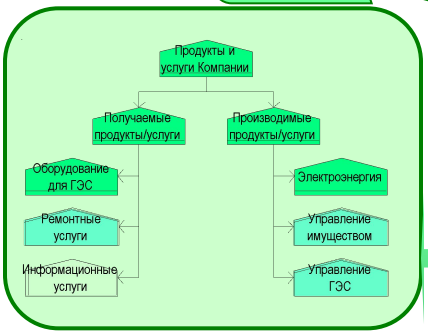 Продукты и
услуги Компании
Получаемые
продукты/услуги
Производимые
продукты/услуги
Оборудование
для ГЭС
Электроэнергия
Ремонтные
услуги
Управление
имуществом
Информационные
услуги
Управление
ГЭС